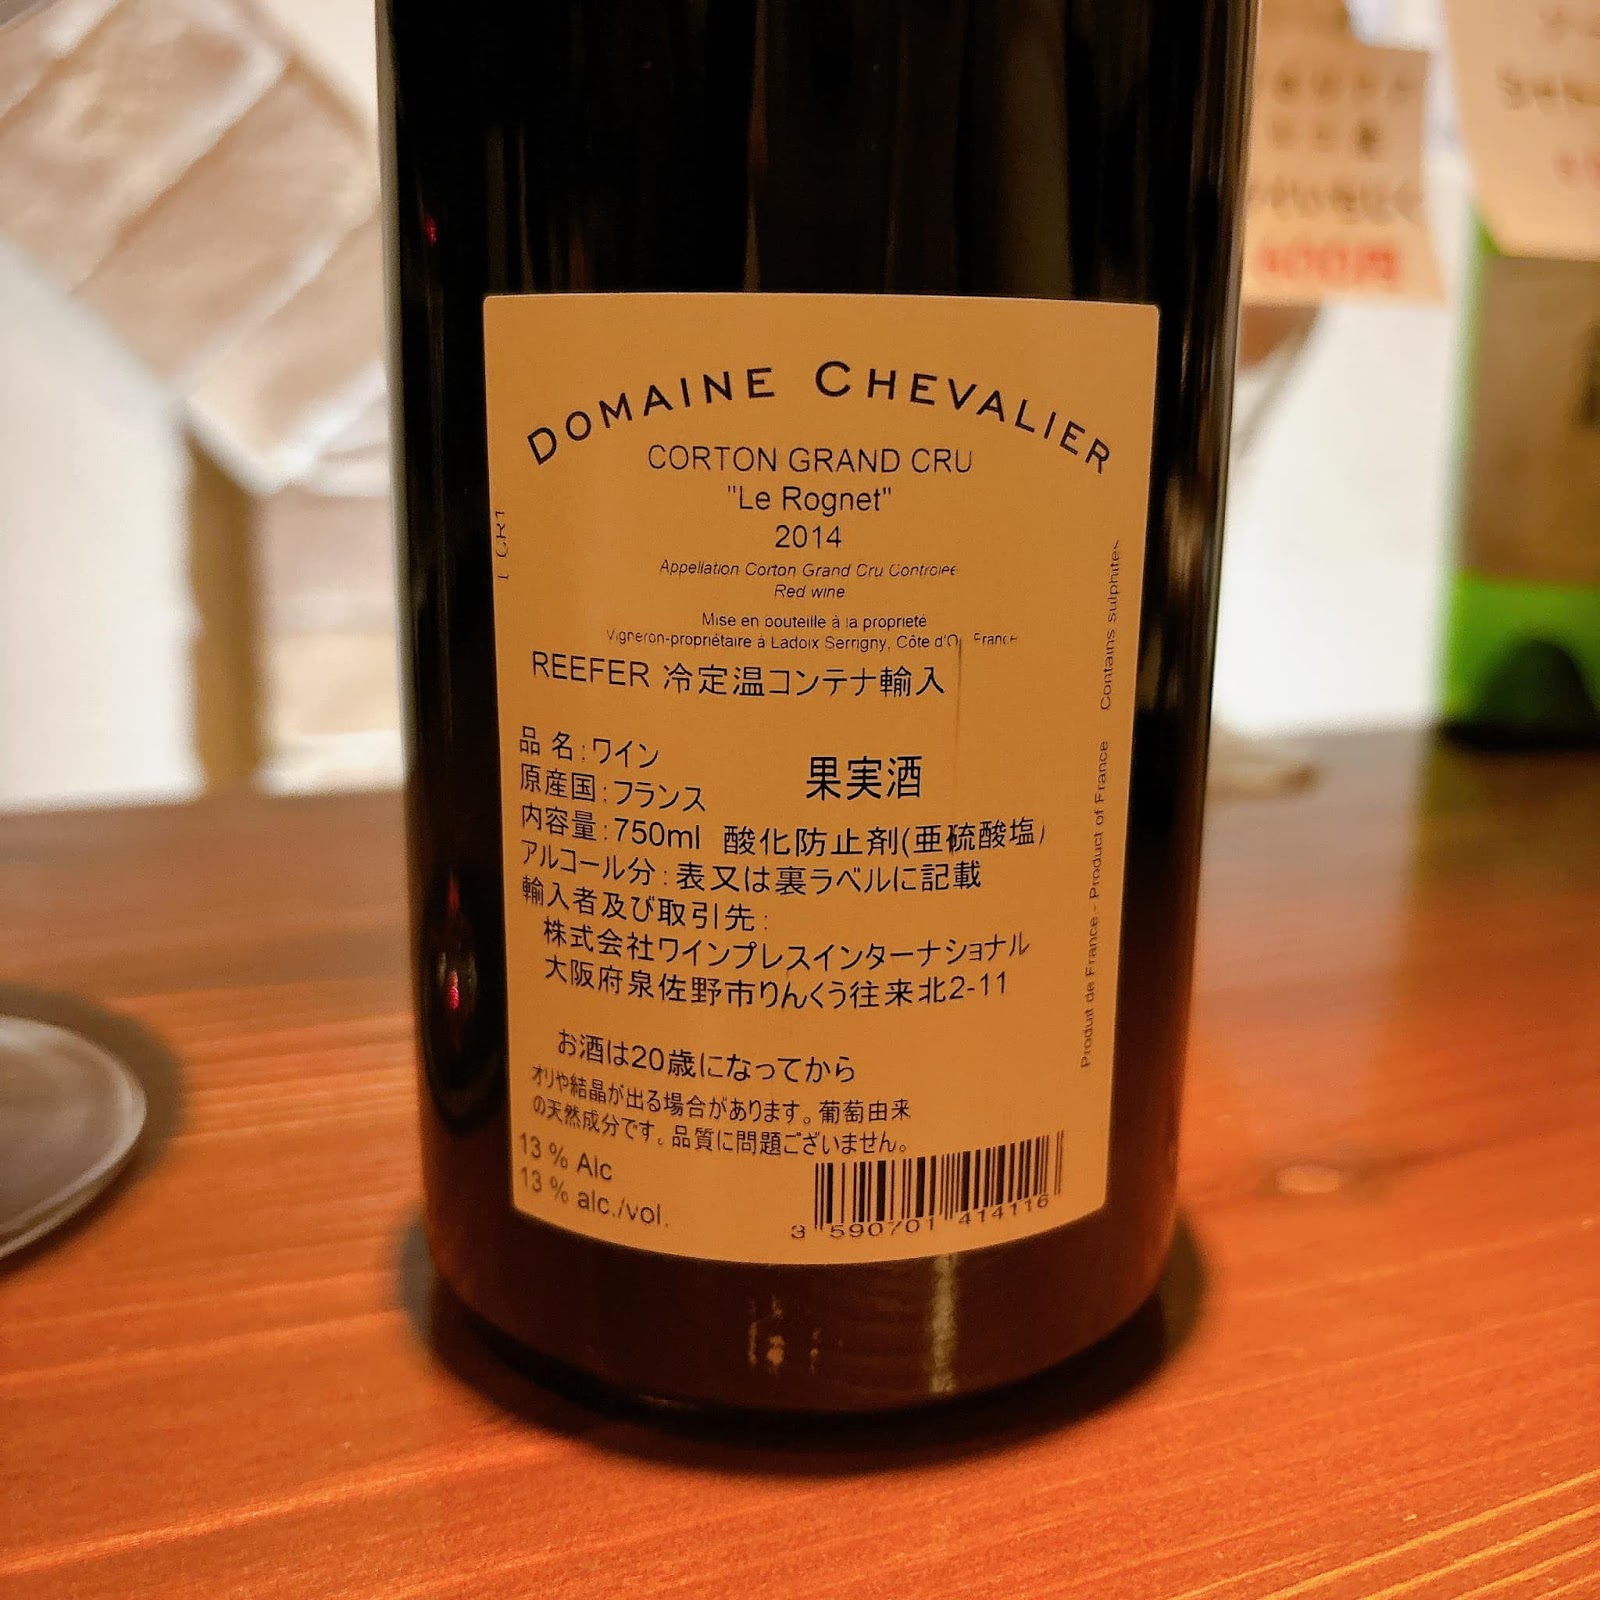 DOMAINE CHEVALIER
CORTON GRAND CRU
"Le Rognet"
2014
Appellation Corton Grand Cru Controlée
Red wine
Mise en bouteille à la propriété
Vigneron-propriétaire à Ladoix Serrigny, Côte d'Or France
REEFER 冷定温コンテナ輸入
品 名:ワイン
果実酒
原産国:フランス
内容量:750ml 酸化防止剤(亜硫酸塩)
アルコール分:表又は裏ラベルに記載
輸入者及び取引先:
株式会社ワインプレスインターナショナル
大阪府泉佐野市りんくう往来北2-11
お酒は20歳になってから
オリや結晶が出る場合があります。葡萄由来
の天然成分です。品質に問題ございません。
13 % Alc
13 % alc./vol.
3 590701 414116
Produit de France - Product of France Contains sulphites